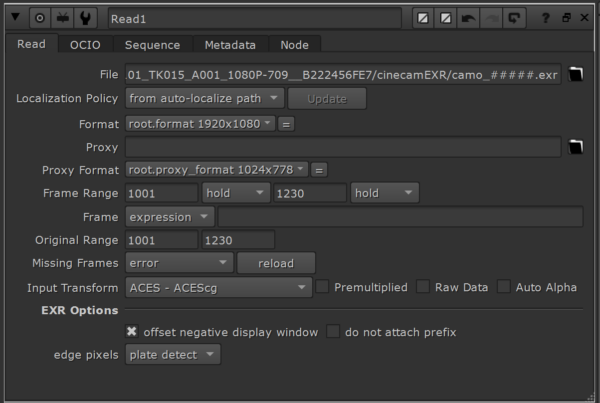 Read1 ?
Read OCIO Sequence Metadata Node
File 01_TK015_A001_1080P-709__B222456FE7/cinecamEXR/camo_#####.exr
Localization Policy from auto-localize path Update
Format root.format 1920x1080 =
Proxy
Proxy Format root.proxy_format 1024x778 =
Frame Range 1001 hold 1230 hold
Frame expression
Original Range 1001 1230
Missing Frames error reload
Input Transform ACES - ACEScg Premultiplied Raw Data Auto Alpha
EXR Options
offset negative display window do not attach prefix
edge pixels plate detect